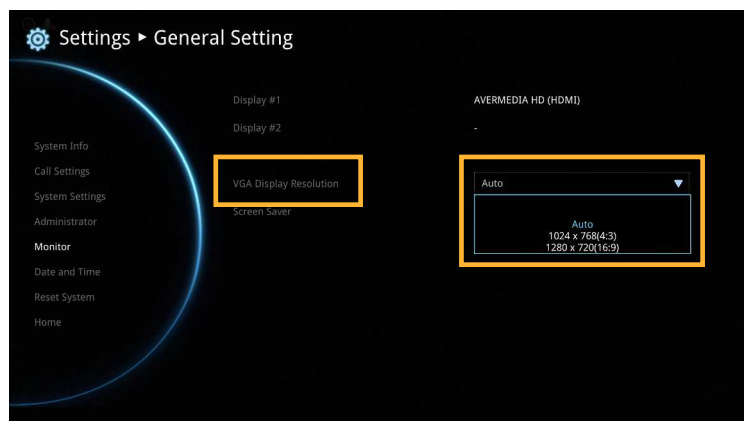 Settings ▸ General Setting
Display #1 AVERMEDIA HD (HDMI)
Display #2 -
System Info
Call Settings
VGA Display Resolution Auto
System Settings
Screen Saver
Administrator
Auto
1024 x 768(4:3)
Monitor
1280 x 720(16:9)
Date and Time
Reset System
Home